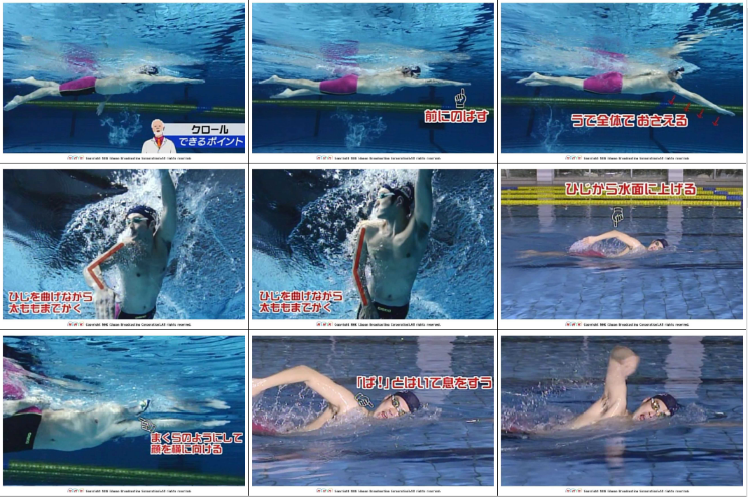 クロール
できるポイント
前にのばす
うで全体で おさえる
ひじを曲げながら
太ももまでかく
ひじを曲げながら
太ももまでかく
ひじから水面に上げる
まくらのようにして
顔を横に向ける
「ぱ！」とはいて息をすう